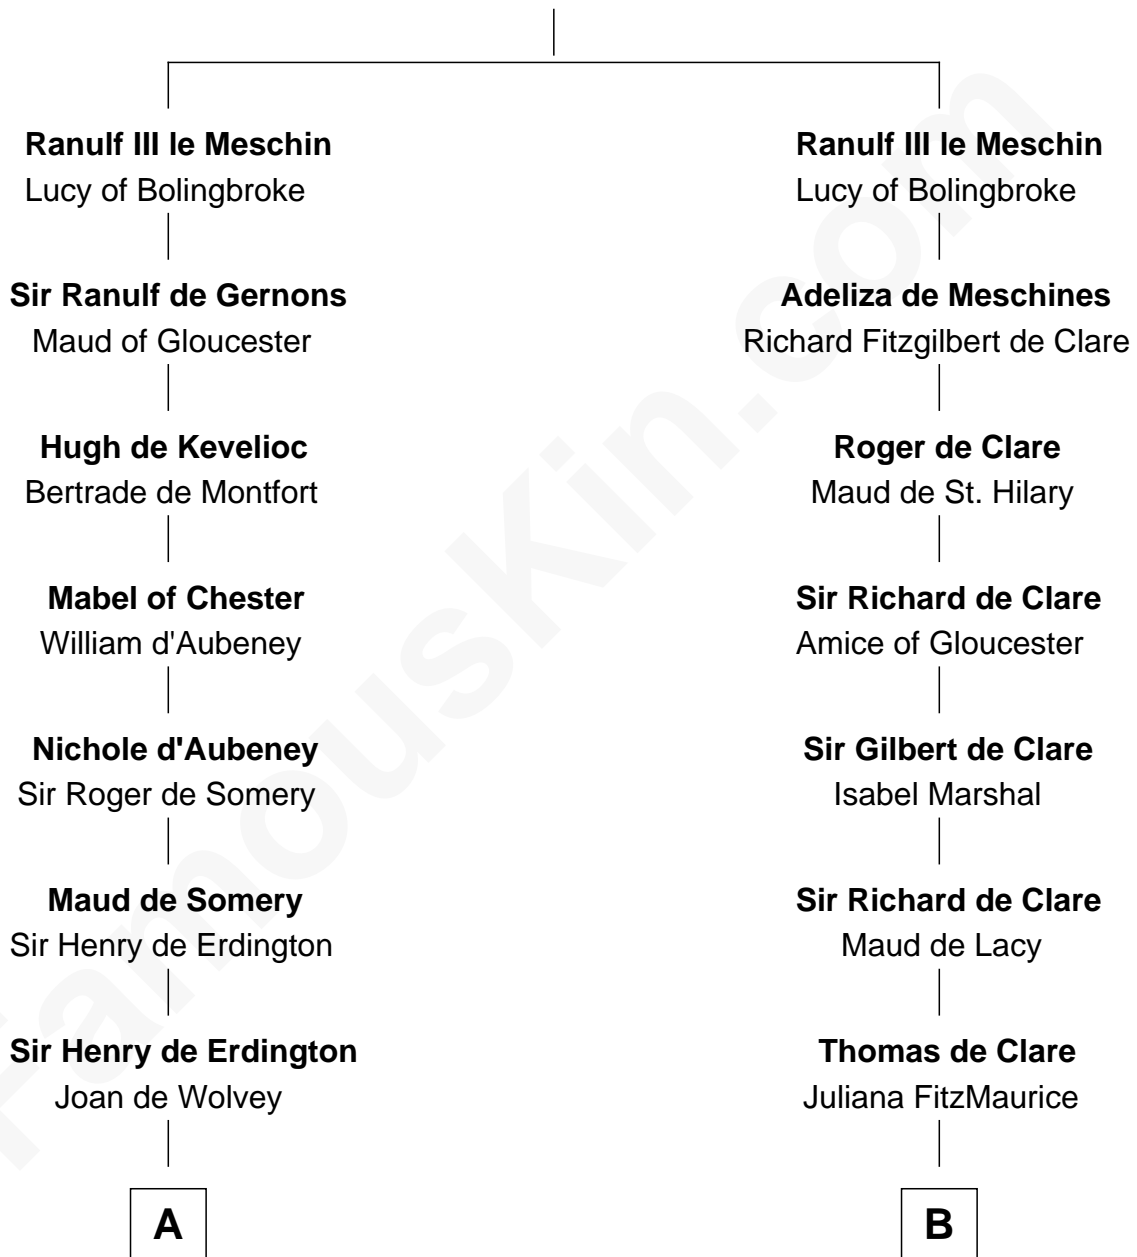 Ranulf III le Meschin
Lucy of Bolingbroke
Sir Ranulf de Gernons
Maud of Gloucester
Hugh de Kevelioc
Bertrade de Montfort
Mabel of Chester
William d'Aubeney
Nichole d'Aubeney
Sir Roger de Somery
Maud de Somery
Sir Henry de Erdington
Sir Henry de Erdington
Joan de Wolvey
A
Ranulf III le Meschin
Lucy of Bolingbroke
Adeliza de Meschines
Richard Fitzgilbert de Clare
Roger de Clare
Maud de St. Hilary
Sir Richard de Clare
Amice of Gloucester
Sir Gilbert de Clare
Isabel Marshal
Sir Richard de Clare
Maud de Lacy
Thomas de Clare
Juliana FitzMaurice
B
FamousKin.com